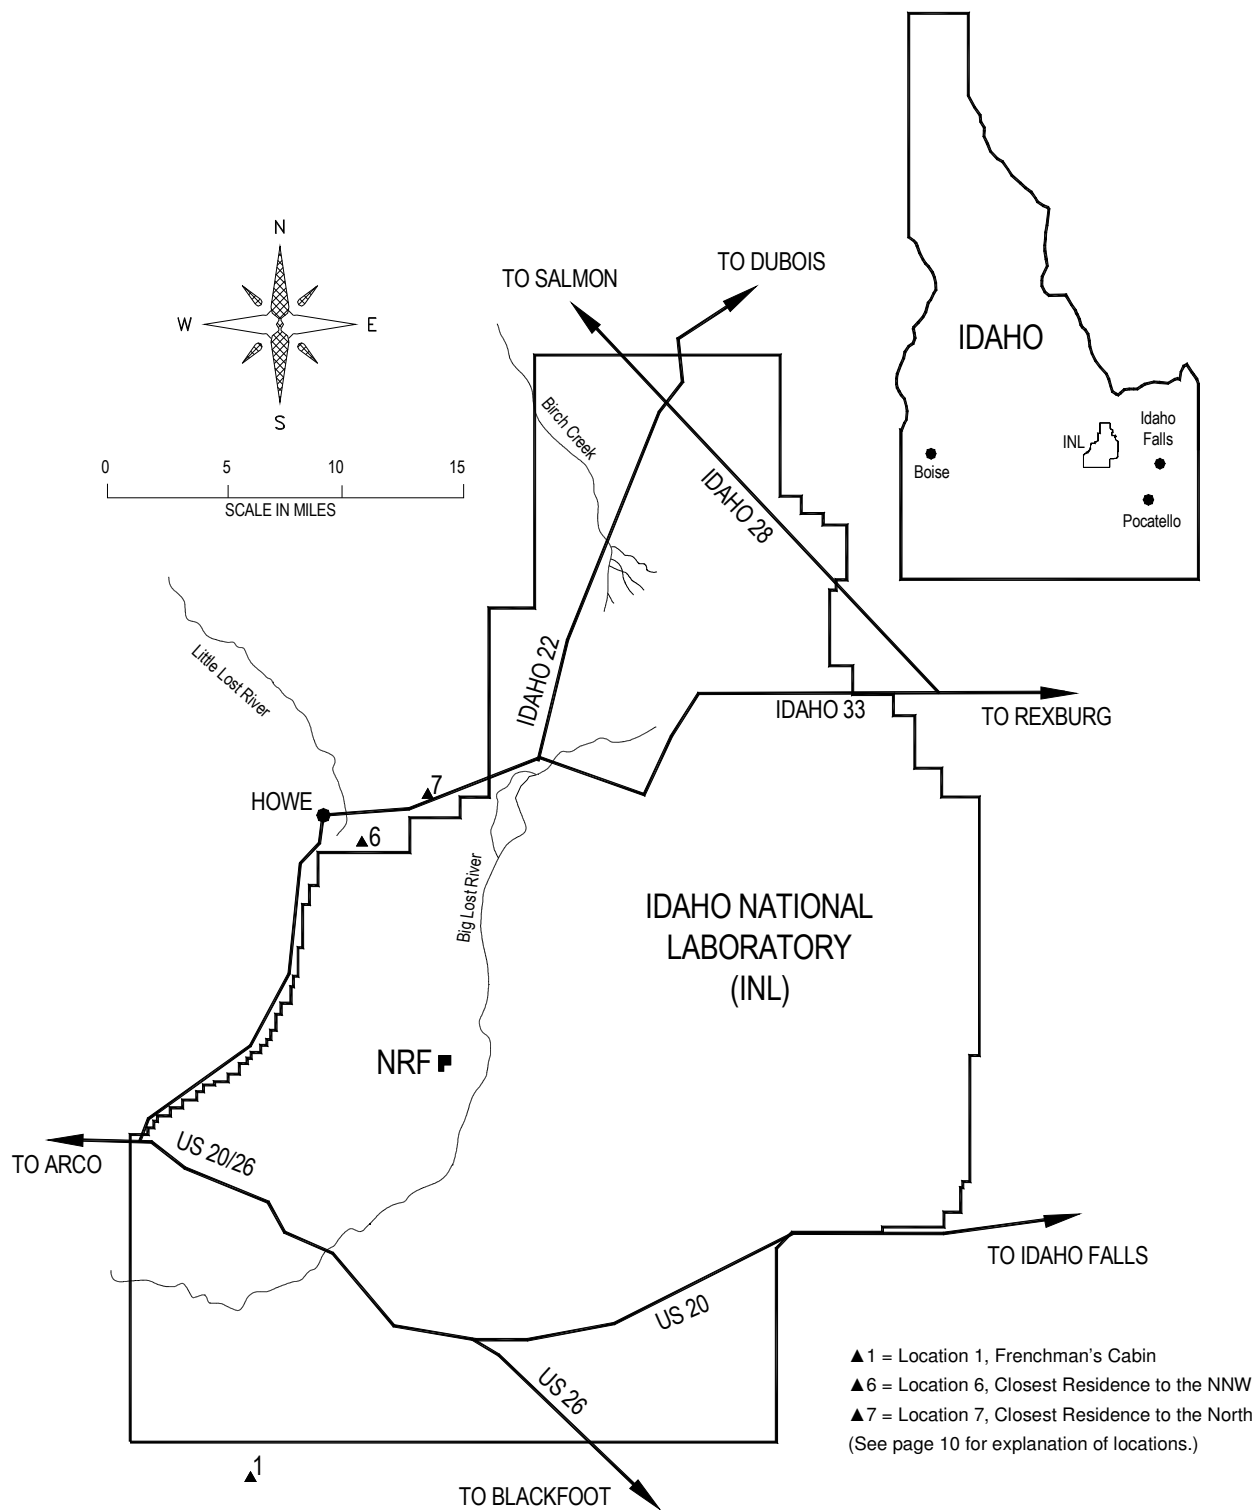 N
W
E
S
0 5 10 15
SCALE IN MILES
TO SALMON
TO DUBOIS
IDAHO
INL
Idaho
Falls
Boise
Pocatello
Birch Creek
IDAHO 28
Little Lost River
IDAHO 22
IDAHO 33
TO REXBURG
HOWE
▲7
▲6
Big Lost River
IDAHO NATIONAL
LABORATORY
(INL)
NRF
US 20/26
TO ARCO
TO IDAHO FALLS
US 20
US 26
▲1
TO BLACKFOOT
▲1 = Location 1, Frenchman's Cabin
▲6 = Location 6, Closest Residence to the NNW
▲7 = Location 7, Closest Residence to the North
(See page 10 for explanation of locations.)